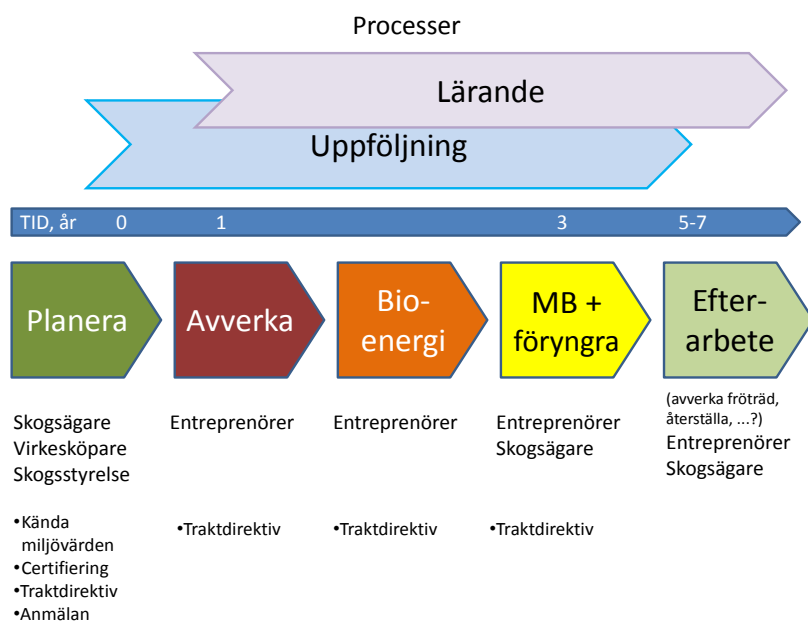 Processer
Lärande
Uppföljning
TID, år 0 1 3 5-7
Planera
Avverka
Bio-
energi
MB +
föryngra
Efter-
arbete
Skogsägare
Virkesköpare
Skogsstyrelse
Entreprenörer
Entreprenörer
Entreprenörer
Skogsägare
(avverka fröträd,
återställa, ...?)
Entreprenörer
Skogsägare
•Kända
miljövärden
•Certifiering
•Traktdirektiv
•Anmälan
•Traktdirektiv
•Traktdirektiv
•Traktdirektiv